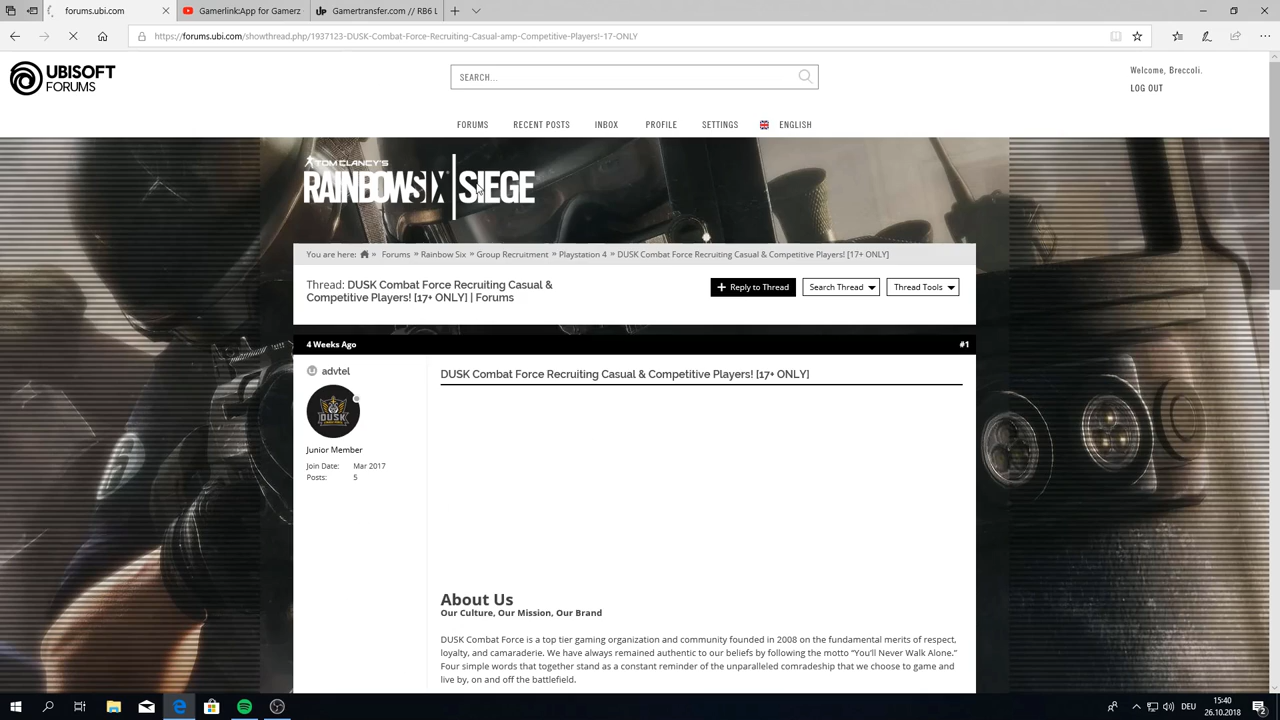 forums.ubi.com
Gamerlink:App for Gamerz
Gamertransfer.com // RB6 L
https://forums.ubi.com/showthread.php/1937123-DUSK-Combat-Force-Recruiting-Casual-amp-Competitive-Players!-17-ONLY
UBISOFT
FORUMS
SEARCH...
Welcome, Breccoli.
LOG OUT
FORUMS RECENT POSTS INBOX PROFILE SETTINGS ENGLISH
TOM CLANCY'S
RAINBOWSIX | SIEGE
You are here: » Forums » Rainbow Six » Group Recruitment » Playstation 4 » DUSK Combat Force Recruiting Casual & Competitive Players! [17+ ONLY]
Thread: DUSK Combat Force Recruiting Casual &
Competitive Players! [17+ ONLY] | Forums
+ Reply to Thread
Search Thread
Thread Tools
4 Weeks Ago
#1
advtel
DUSK
Junior Member
Join Date: Mar 2017
Posts: 5
DUSK Combat Force Recruiting Casual & Competitive Players! [17+ ONLY]
About Us
Our Culture, Our Mission, Our Brand
DUSK Combat Force is a top tier gaming organization and community founded in 2008 on the fundamental merits of respect,
loyalty, and camaraderie. We have always remained authentic to our beliefs by following the motto “You’ll Never Walk Alone.”
Four simple words that together stand as a constant reminder of the unparalleled comradeship that we choose to game and
live by, on and off the battlefield.
DEU
15:40
26.10.2018
2